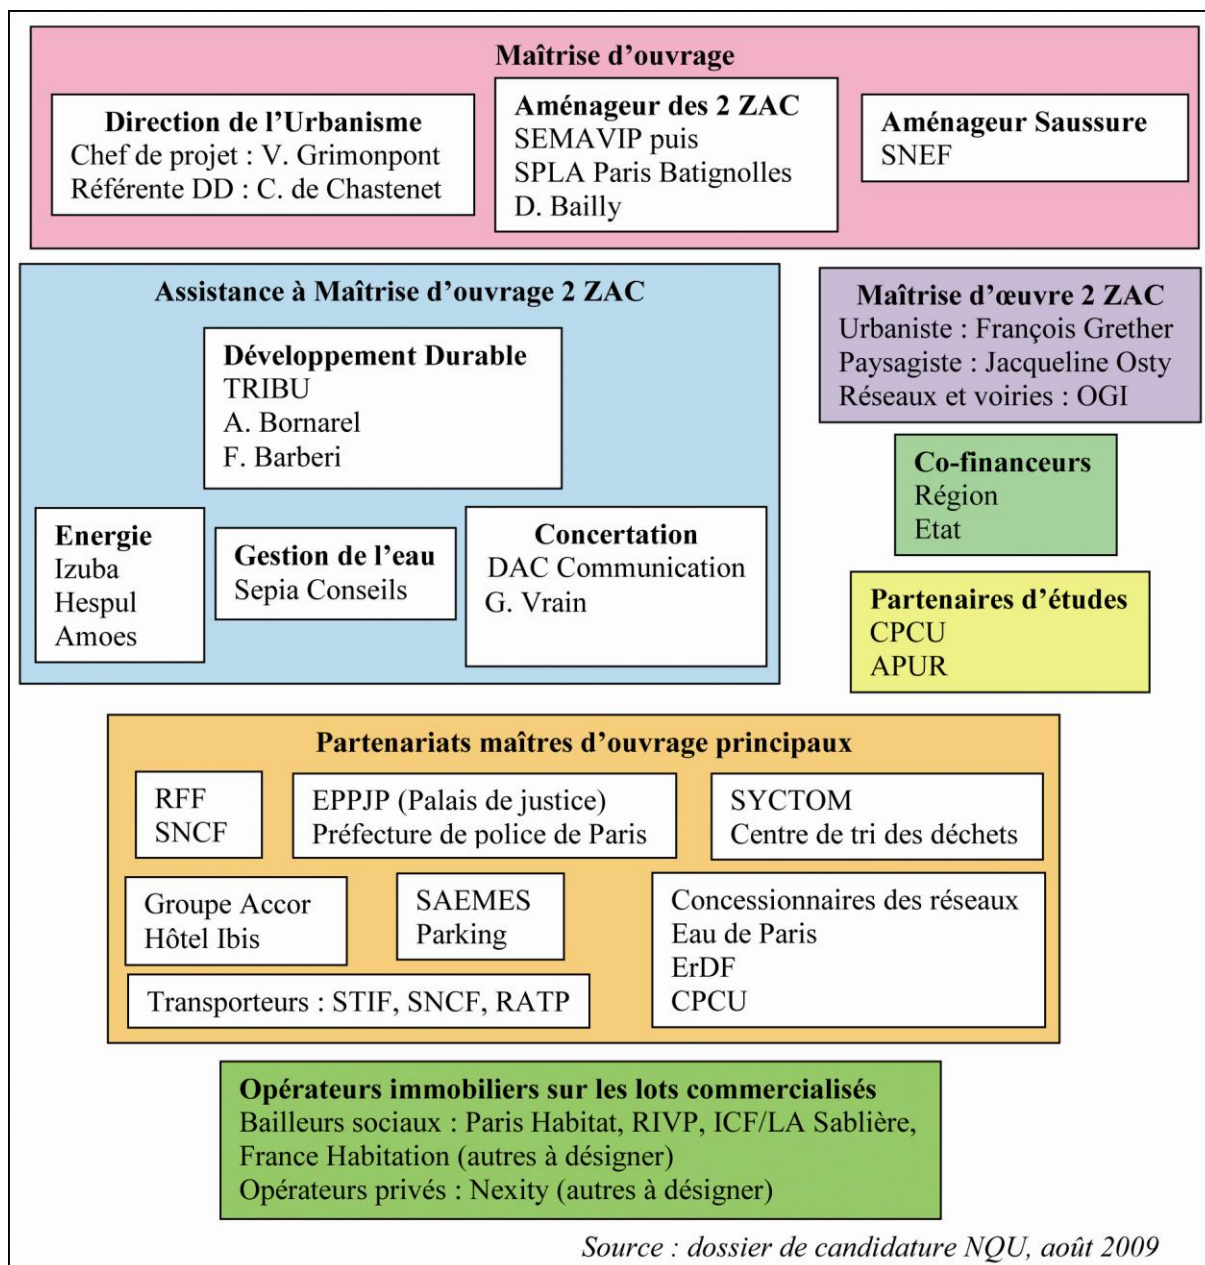 Maîtrise d’ouvrage
Direction de l’Urbanisme
Chef de projet : V. Grimonpont
Référente DD : C. de Chastenet
Aménageur des 2 ZAC
SEMAVIP puis
SPLA Paris Batignolles
D. Bailly
Aménageur Saussure
SNEF
Assistance à Maîtrise d’ouvrage 2 ZAC
Développement Durable
TRIBU
A. Bornarel
F. Barberi
Energie
Izuba
Hespul
Amoes
Gestion de l’eau
Sepia Conseils
Concertation
DAC Communication
G. Vrain
Maîtrise d’œuvre 2 ZAC
Urbaniste : François Grether
Paysagiste : Jacqueline Osty
Réseaux et voiries : OGI
Co-financeurs
Région
Etat
Partenaires d’études
CPCU
APUR
Partenariats maîtres d’ouvrage principaux
RFF
SNCF
EPPJP (Palais de justice)
Préfecture de police de Paris
SYCTOM
Centre de tri des déchets
Groupe Accor
Hôtel Ibis
SAEMES
Parking
Concessionnaires des réseaux
Eau de Paris
ErDF
CPCU
Transporteurs : STIF, SNCF, RATP
Opérateurs immobiliers sur les lots commercialisés
Bailleurs sociaux : Paris Habitat, RIVP, ICF/LA Sablière,
France Habitation (autres à désigner)
Opérateurs privés : Nexity (autres à désigner)
Source : dossier de candidature NQU, août 2009